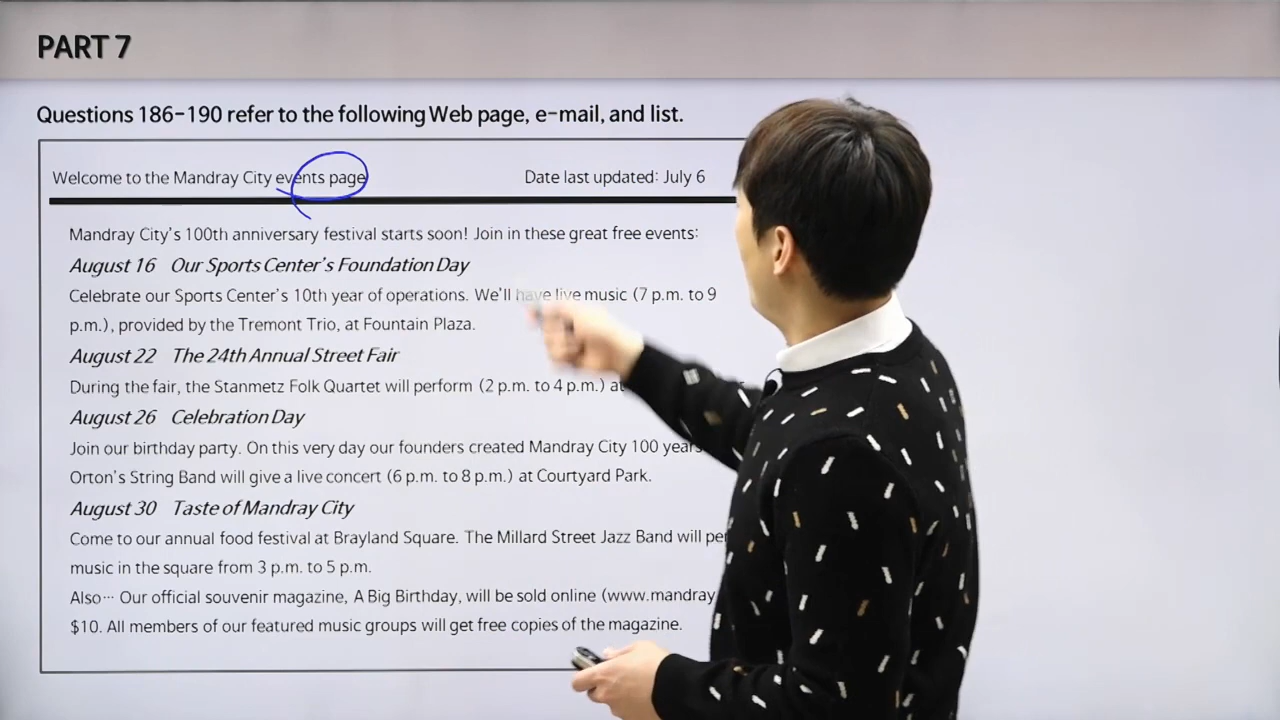 PART 7
Questions 186-190 refer to the following Web page, e-mail, and list.
Welcome to the Mandray City events page
Date last updated: July 6
Mandray City's 100th anniversary festival starts soon! Join in these great free events:
August 16 Our Sports Center's Foundation Day
Celebrate our Sports Center's 10th year of operations. We'll have live music (7 p.m. to 9
p.m.), provided by the Tremont Trio, at Fountain Plaza.
August 22 The 24th Annual Street Fair
During the fair, the Stanmetz Folk Quartet will perform (2 p.m. to 4 p.m.) at
August 26 Celebration Day
Join our birthday party. On this very day our founders created Mandray City 100 years
Orton's String Band will give a live concert (6 p.m. to 8 p.m.) at Courtyard Park.
August 30 Taste of Mandray City
Come to our annual food festival at Brayland Square. The Millard Street Jazz Band will
music in the square from 3 p.m. to 5 p.m.
Also… Our official souvenir magazine, A Big Birthday, will be sold online (www.mandray
$10. All members of our featured music groups will get free copies of the magazine.